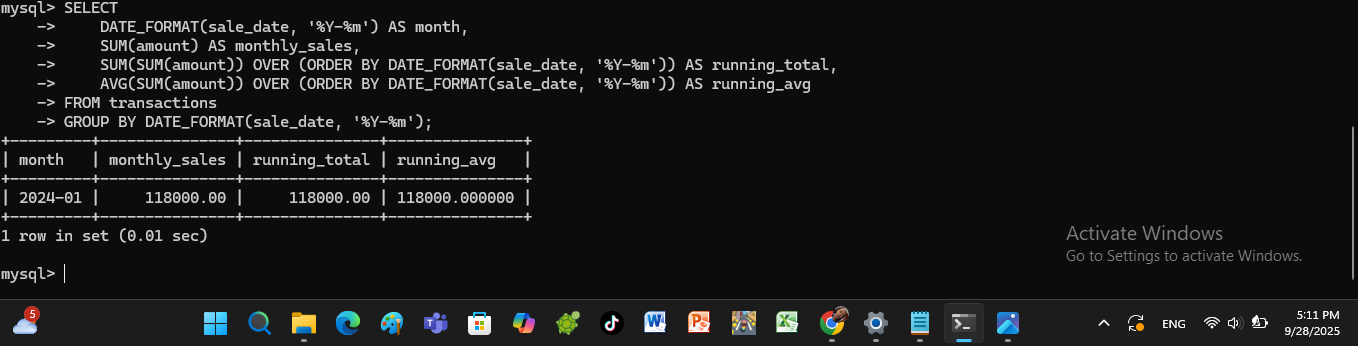 mysql> SELECT
    ->     DATE_FORMAT(sale_date, '%Y-%m') AS month,
    ->     SUM(amount) AS monthly_sales,
    ->     SUM(SUM(amount)) OVER (ORDER BY DATE_FORMAT(sale_date, '%Y-%m')) AS running_total,
    ->     AVG(SUM(amount)) OVER (ORDER BY DATE_FORMAT(sale_date, '%Y-%m')) AS running_avg
    -> FROM transactions
    -> GROUP BY DATE_FORMAT(sale_date, '%Y-%m');
+---------+---------------+---------------+---------------+
| month   | monthly_sales | running_total | running_avg   |
+---------+---------------+---------------+---------------+
| 2024-01 |     118000.00 |     118000.00 | 118000.000000 |
+---------+---------------+---------------+---------------+
1 row in set (0.01 sec)
mysql>
Activate Windows
Go to Settings to activate Windows.
5
ENG
5:11 PM
9/28/2025